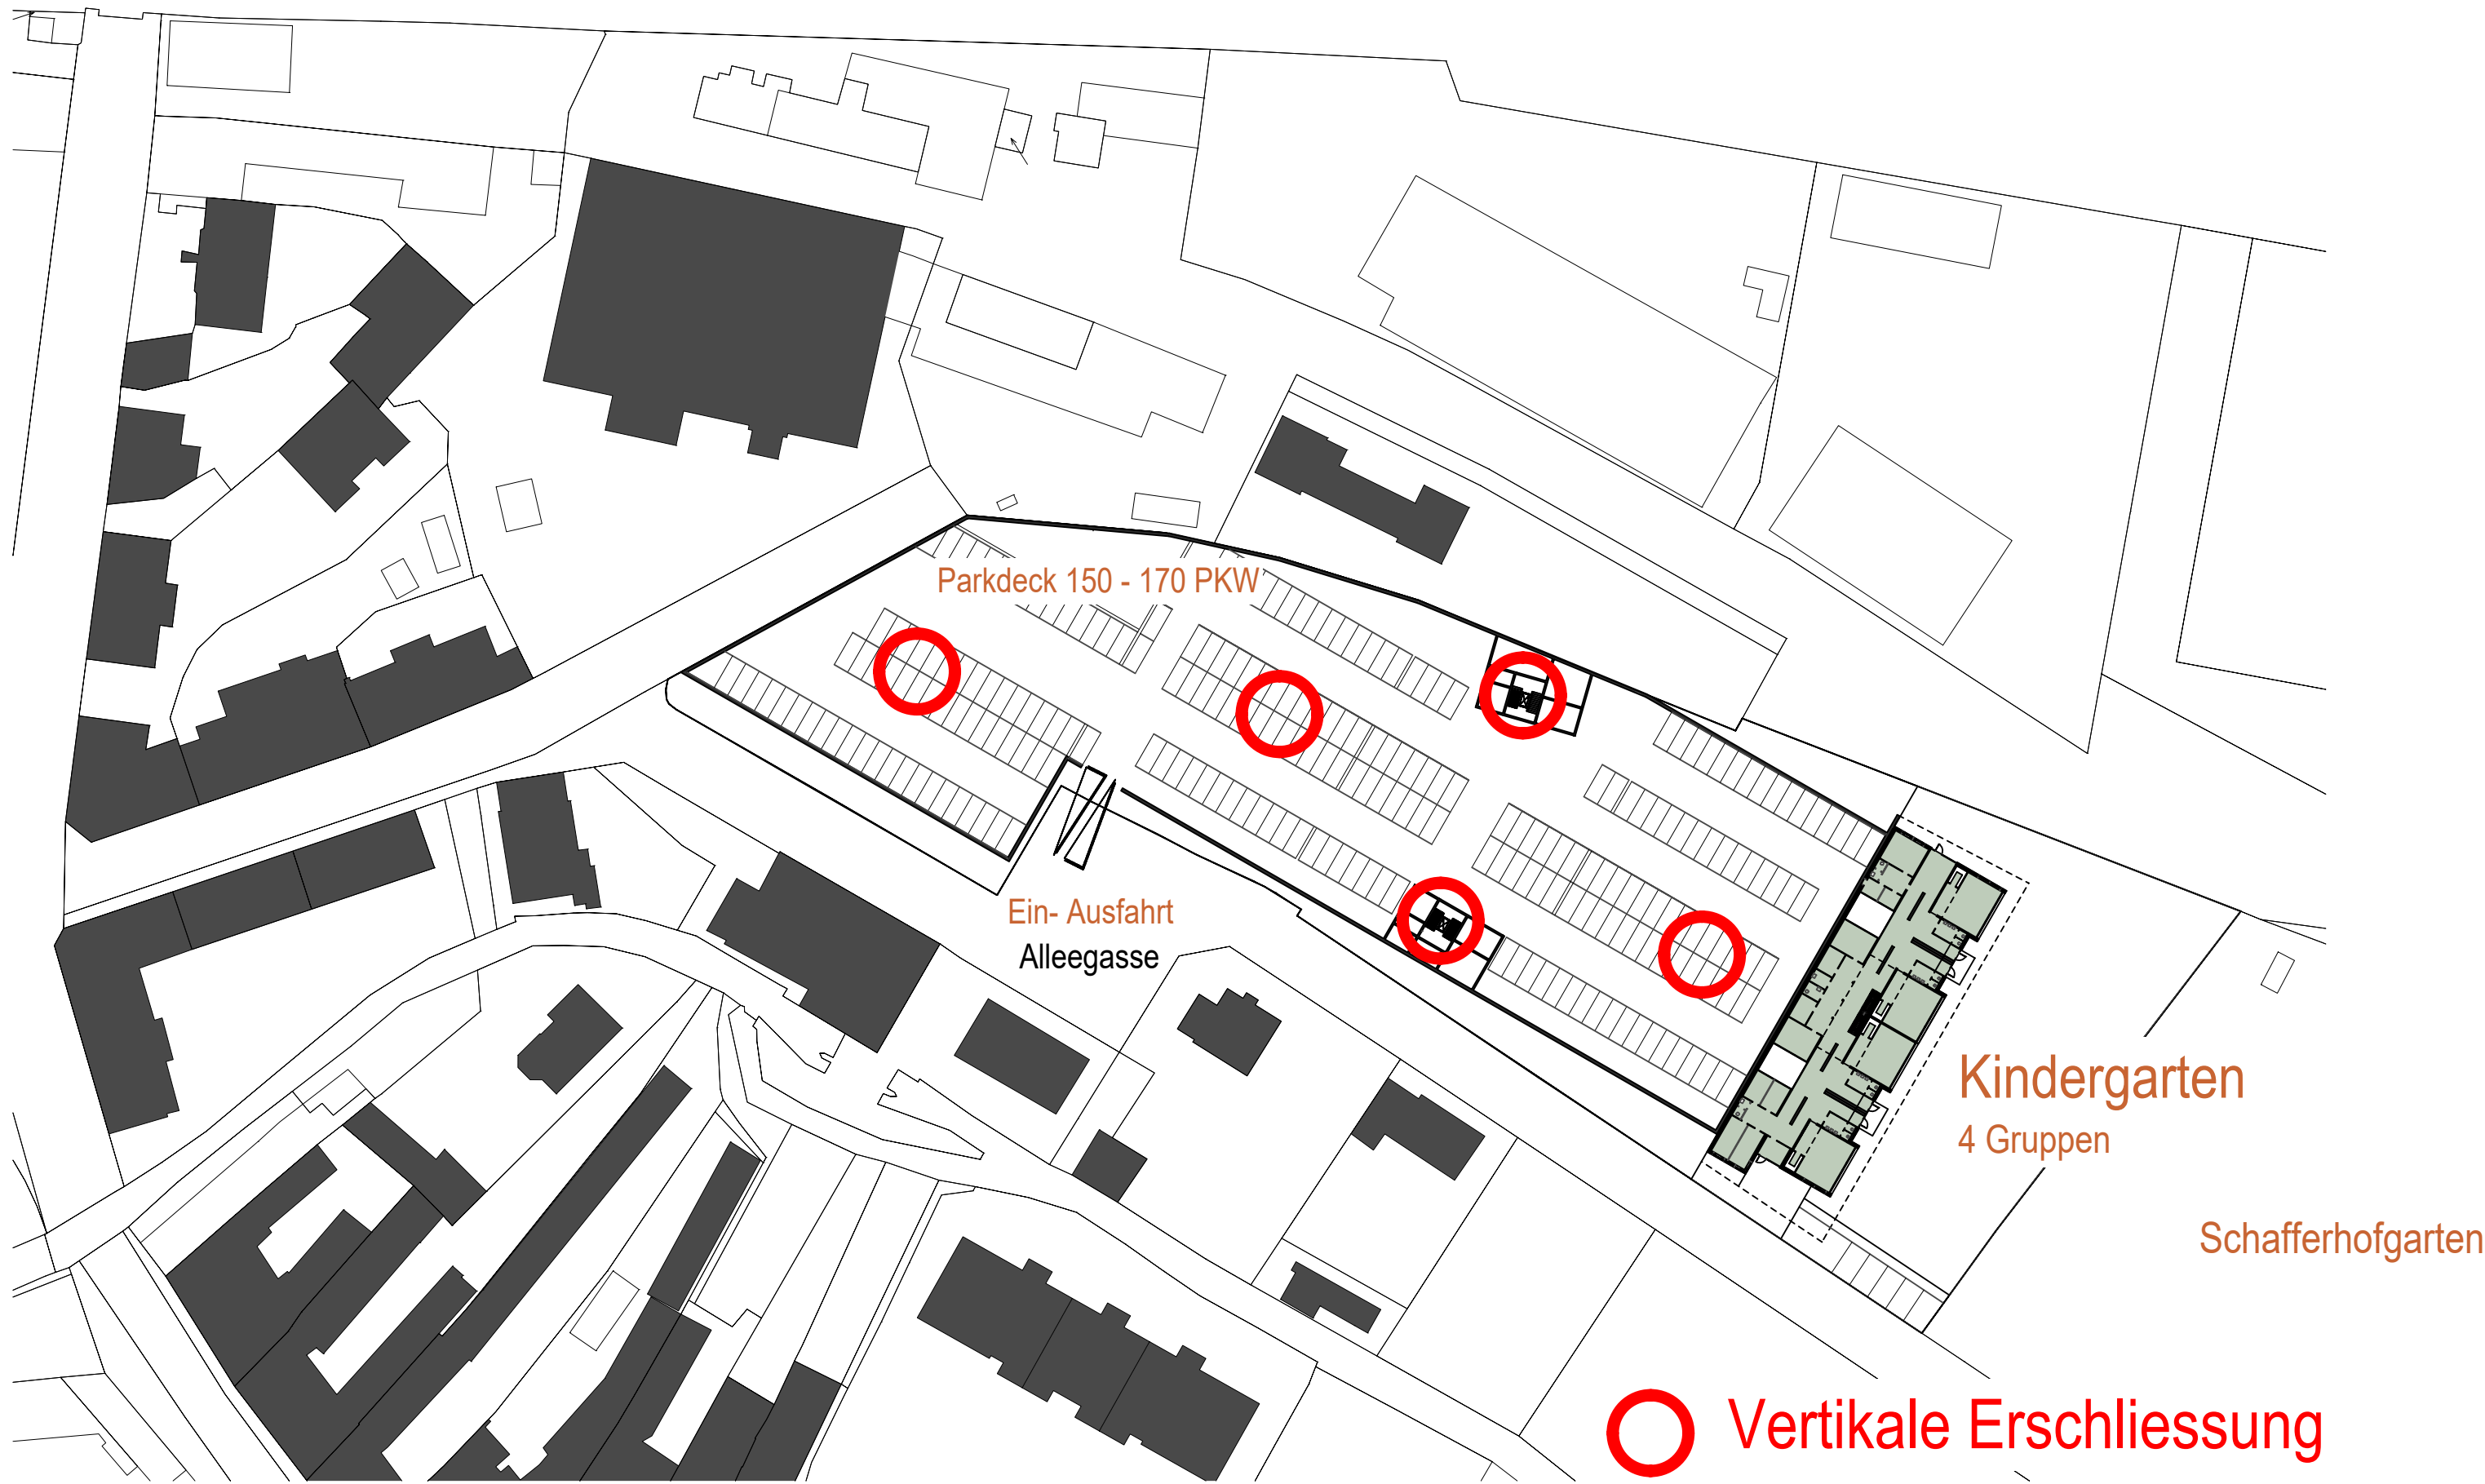 Parkdeck 150 - 170 PKW
Ein- Ausfahrt
Alleegasse
Kindergarten
4 Gruppen
Schafferhofgarten
Vertikale Erschliessung